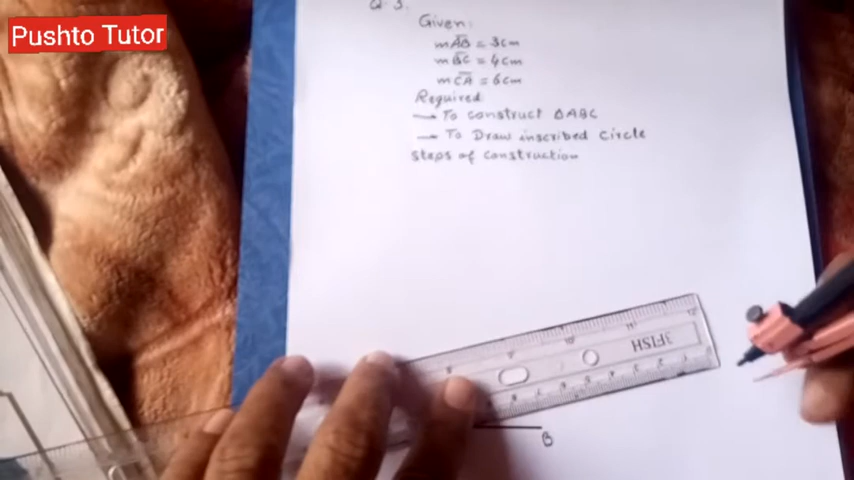 Pushto Tutor
Q. 3.
Given:
mAB = 3cm
mBC = 4cm
mCA = 6cm
Required
→ To construct ΔABC
→ To Draw inscribed Circle
steps of construction
3FISH
B